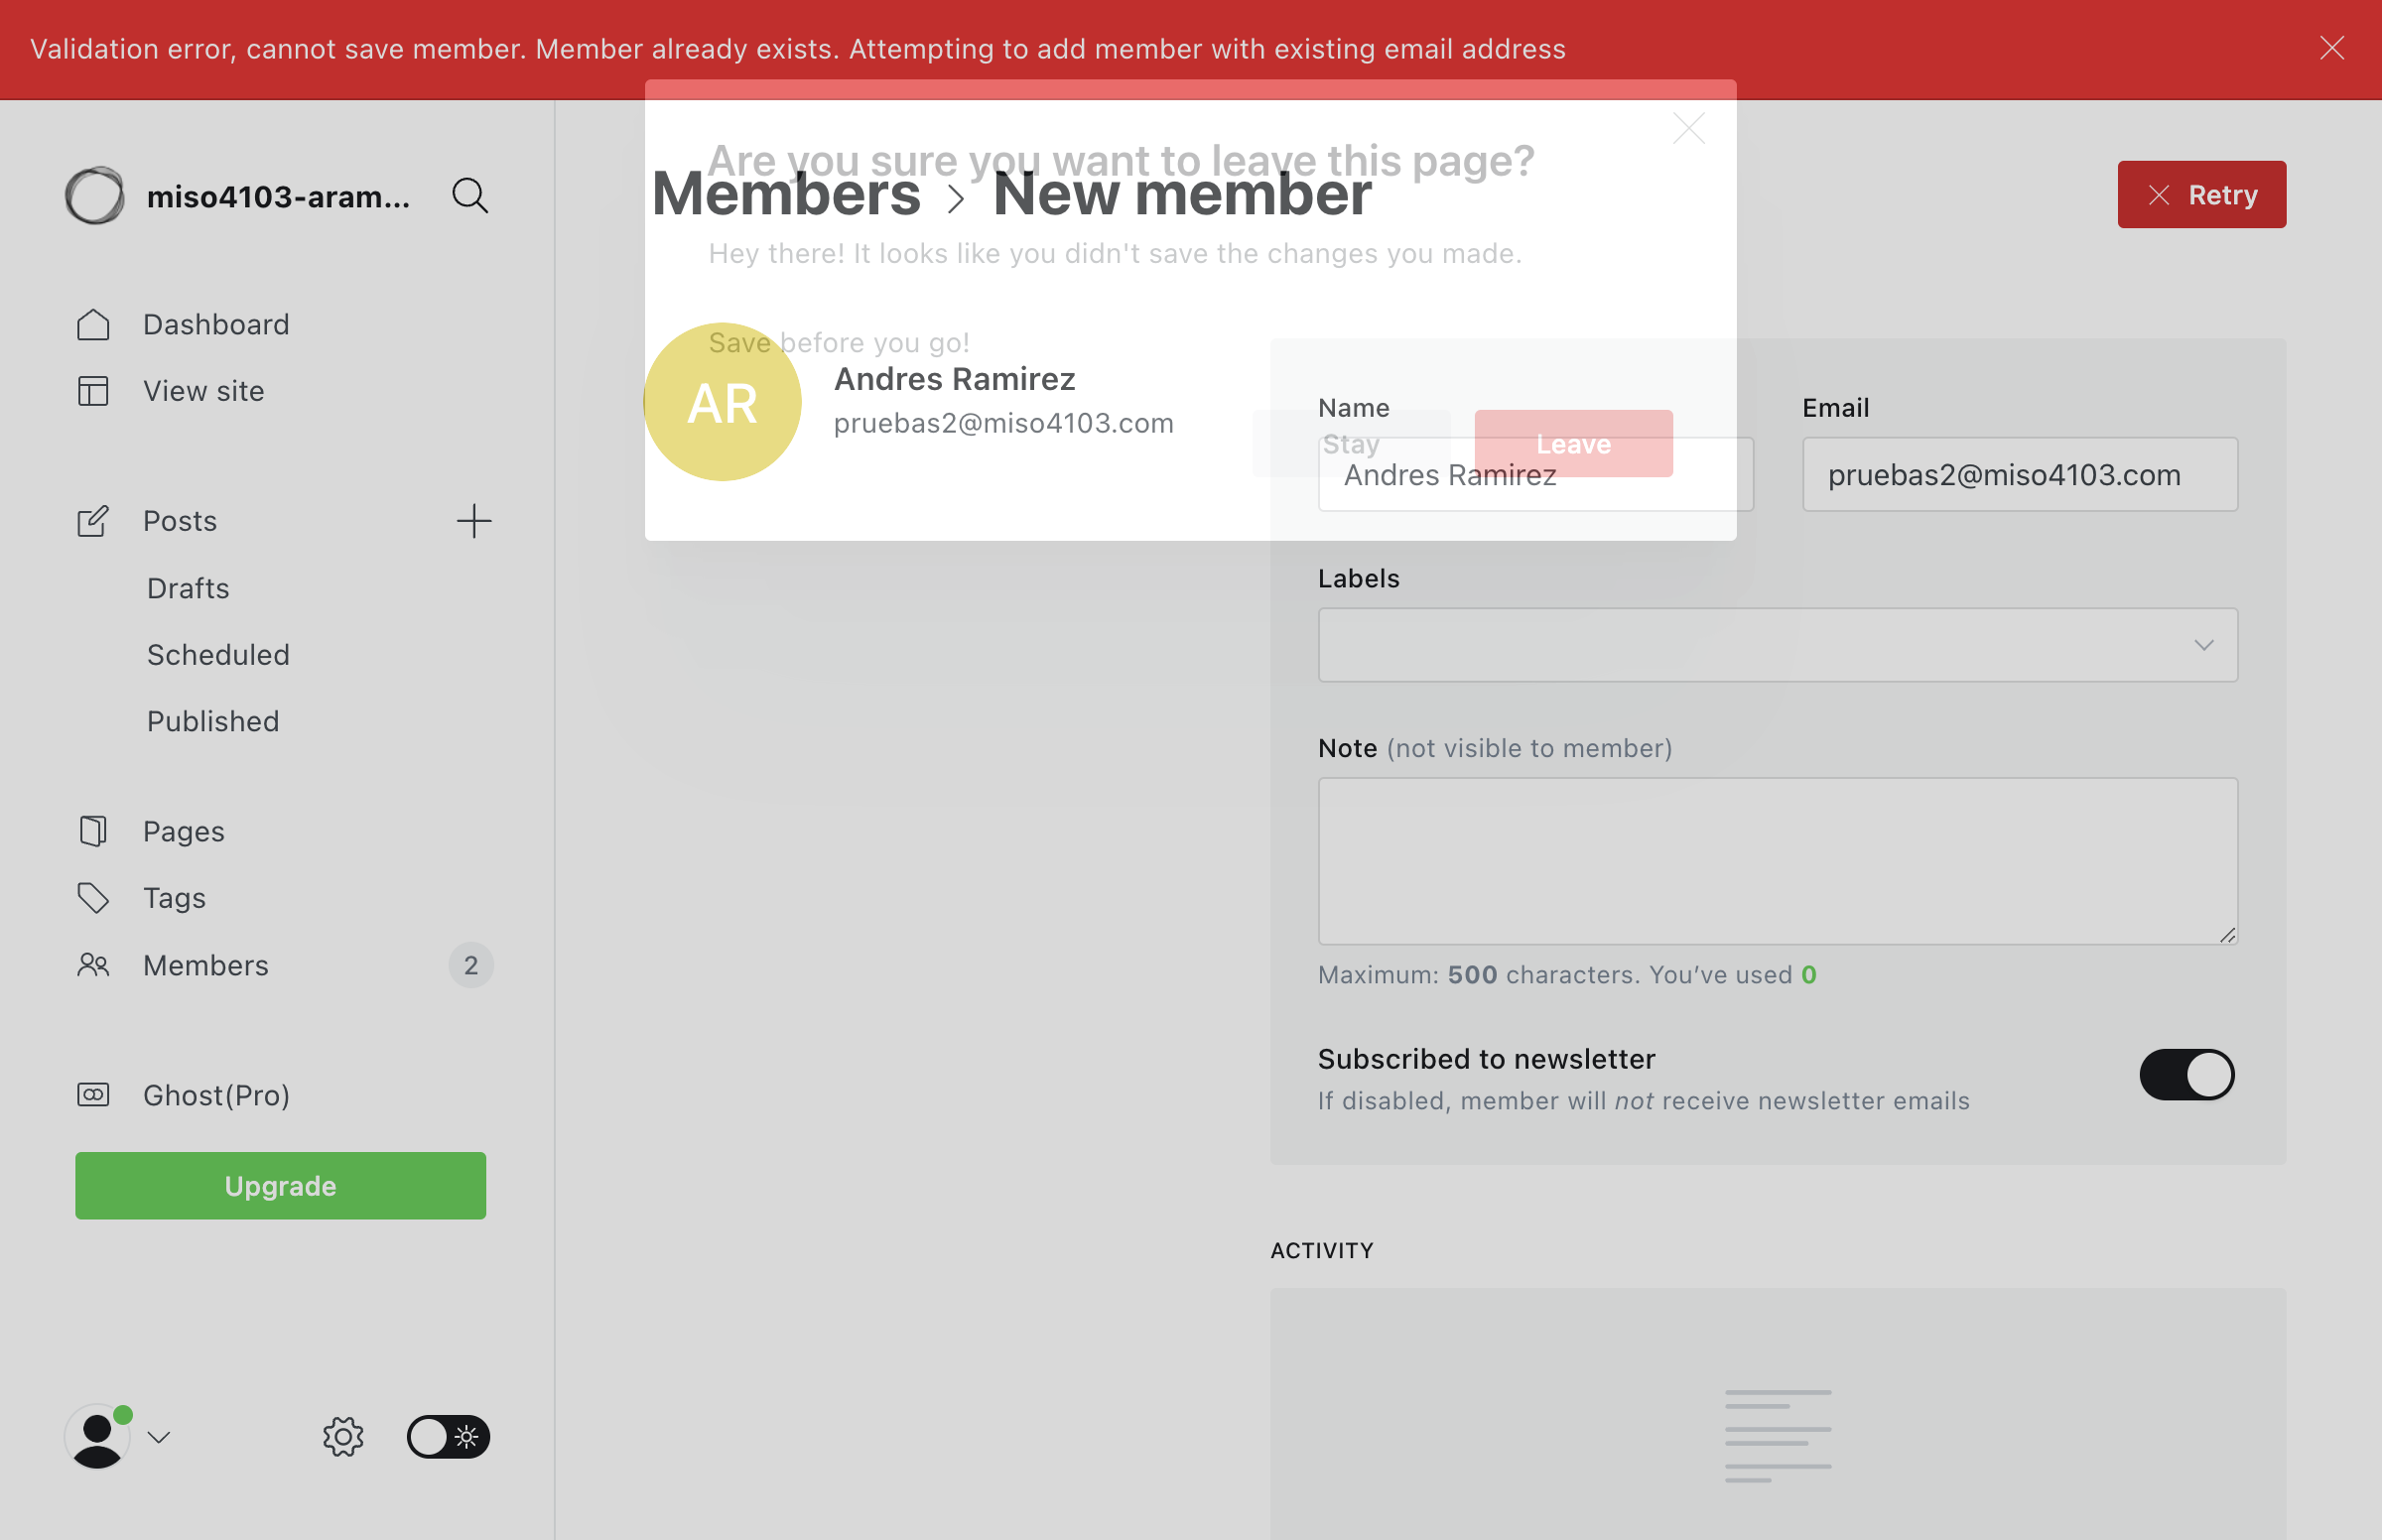 Validation error, cannot save member. Member already exists. Attempting to add member with existing email address
miso4103-aram...
Dashboard
View site
Posts
Drafts
Scheduled
Published
Pages
Tags
Members
2
Ghost(Pro)
Upgrade
Are you sure you want to leave this page?
Members > New member
Retry
Hey there! It looks like you didn't save the changes you made.
Save before you go!
AR
Andres Ramirez
pruebas2@miso4103.com
Stay
Leave
Name
Andres Ramirez
Email
pruebas2@miso4103.com
Labels
Note (not visible to member)
Maximum: 500 characters. You’ve used 0
Subscribed to newsletter
If disabled, member will not receive newsletter emails
ACTIVITY